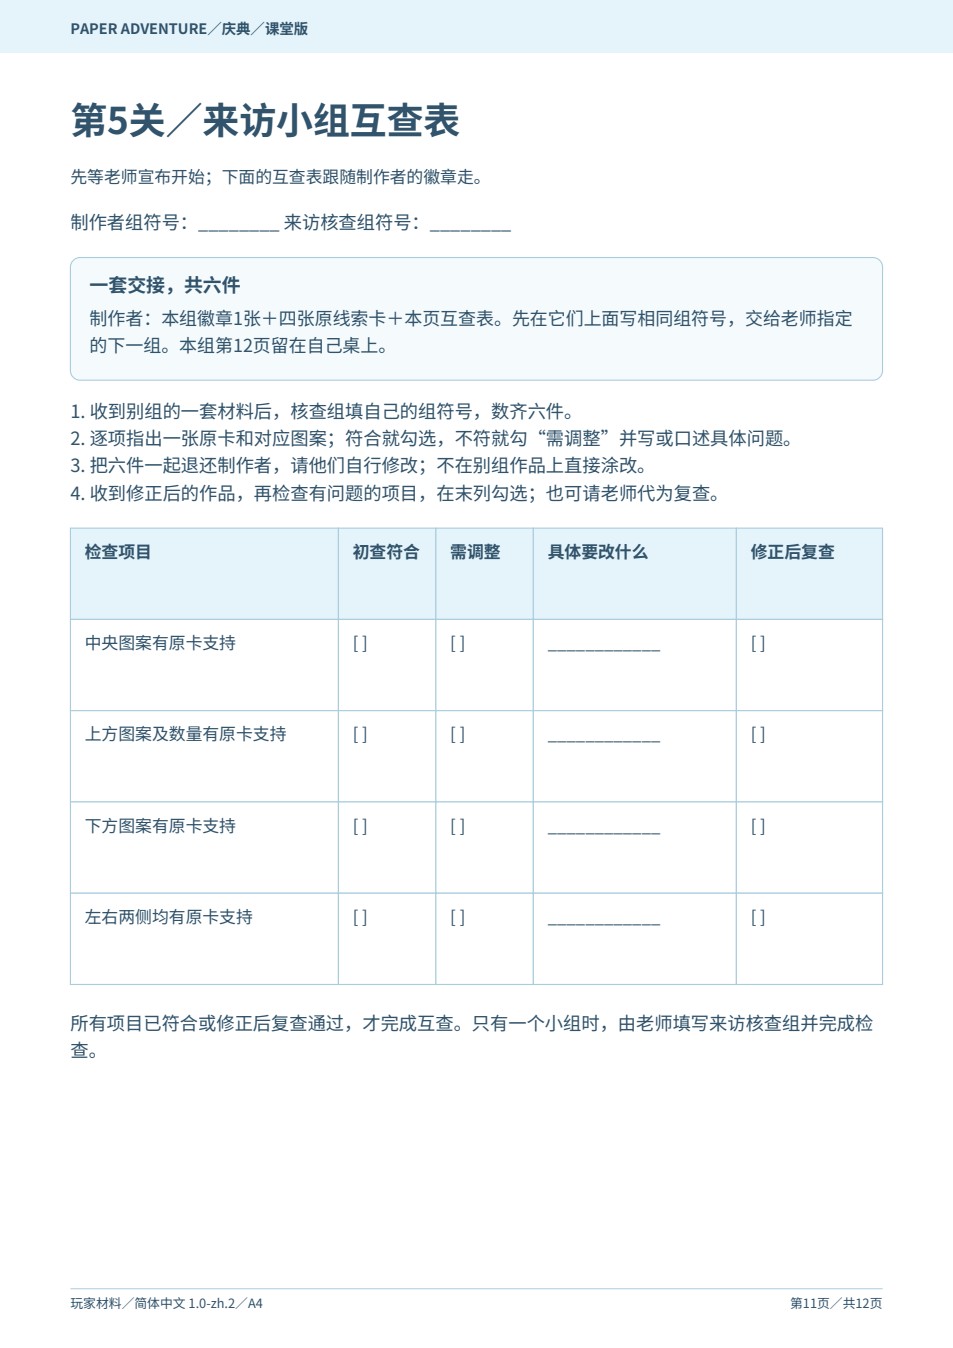 PAPER ADVENTURE／庆典／课堂版
第5关／来访小组互查表
先等老师宣布开始；下面的互查表跟随制作者的徽章走。
制作者组符号：_________ 来访核查组符号：_________
一套交接，共六件
制作者：本组徽章1张＋四张原线索卡＋本页互查表。先在它们上面写相同组符号，交给老师指定
的下一组。本组第12页留在自己桌上。
1. 收到别组的一套材料后，核查组填自己的组符号，数齐六件。
2. 逐项指出一张原卡和对应图案；符合就勾选，不符就勾“需调整”并写或口述具体问题。
3. 把六件一起退还制作者，请他们自行修改；不在别组作品上直接涂改。
4. 收到修正后的作品，再检查有问题的项目，在末列勾选；也可请老师代为复查。
检查项目 初查符合 需调整 具体要改什么 修正后复查
中央图案有原卡支持 [ ] [ ] _____________ [ ]
上方图案及数量有原卡支持 [ ] [ ] _____________ [ ]
下方图案有原卡支持 [ ] [ ] _____________ [ ]
左右两侧均有原卡支持 [ ] [ ] _____________ [ ]
所有项目已符合或修正后复查通过，才完成互查。只有一个小组时，由老师填写来访核查组并完成检
查。
玩家材料／简体中文 1.0-zh.2／A4 第11页／共12页